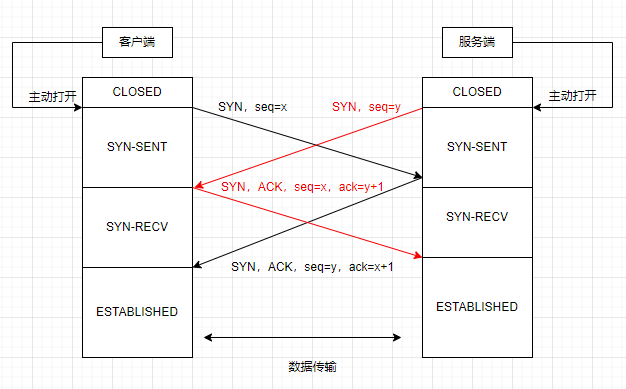 客户端
服务端
主动打开
CLOSED
SYN，seq=x
SYN，seq=y
CLOSED
主动打开
SYN-SENT
SYN-SENT
SYN，ACK，seq=x，ack=y+1
SYN-RECV
SYN-RECV
SYN，ACK，seq=y，ack=x+1
ESTABLISHED
ESTABLISHED
数据传输